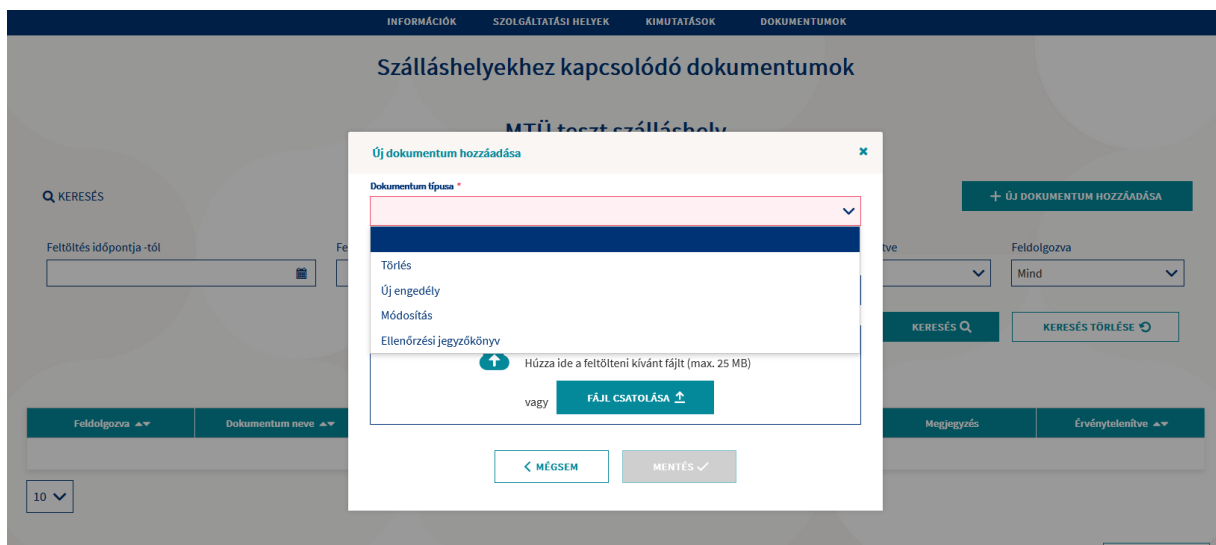 INFORMÁCIÓK SZOLGÁLTATÁSI HELYEK KIMUTATÁSOK DOKUMENTUMOK
Szálláshelyekhez kapcsolódó dokumentumok
MTÜ teszt szálláshely
Új dokumentum hozzáadása
KERESÉS
Dokumentum típusa *
+ ÚJ DOKUMENTUM HOZZÁADÁSA
Feltöltés időpontja -tól
Fe
tve
Feldolgozva
Mind
Törlés
Új engedély
Módosítás
Ellenőrzési jegyzőkönyv
KERESÉS
KERESÉS TÖRLÉSE
Húzza ide a feltölteni kívánt fájlt (max. 25 MB)
vagy
FÁJL CSATOLÁSA
Feldolgozva Dokumentum neve Megjegyzés Érvénytelenítve
MÉGSEM
MENTÉS
10